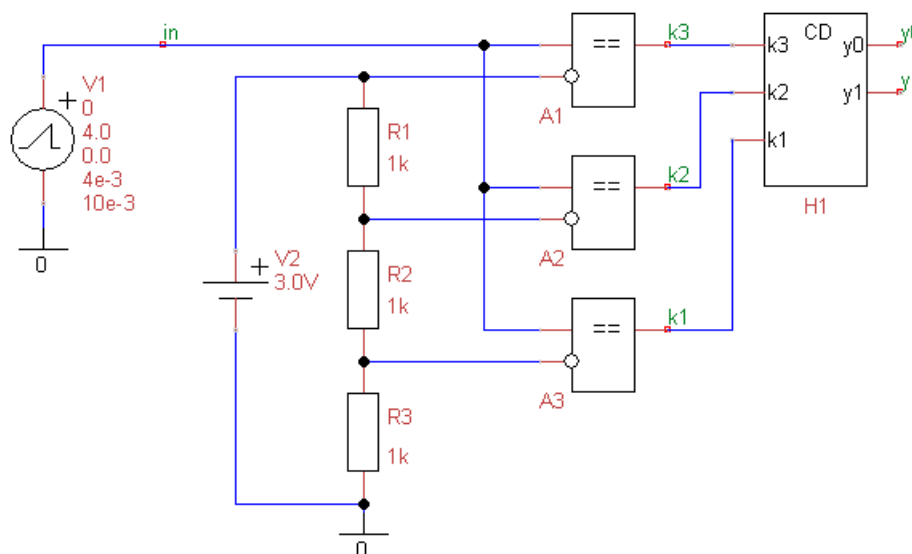 in
k3
CD
V1
0
4.0
0.0
4e-3
10e-3
0
==
A1
k3
k2
k1
y0
y1
y
H1
R1
1k
==
A2
k2
V2
3.0V
R2
1k
==
A3
k1
R3
1k
0